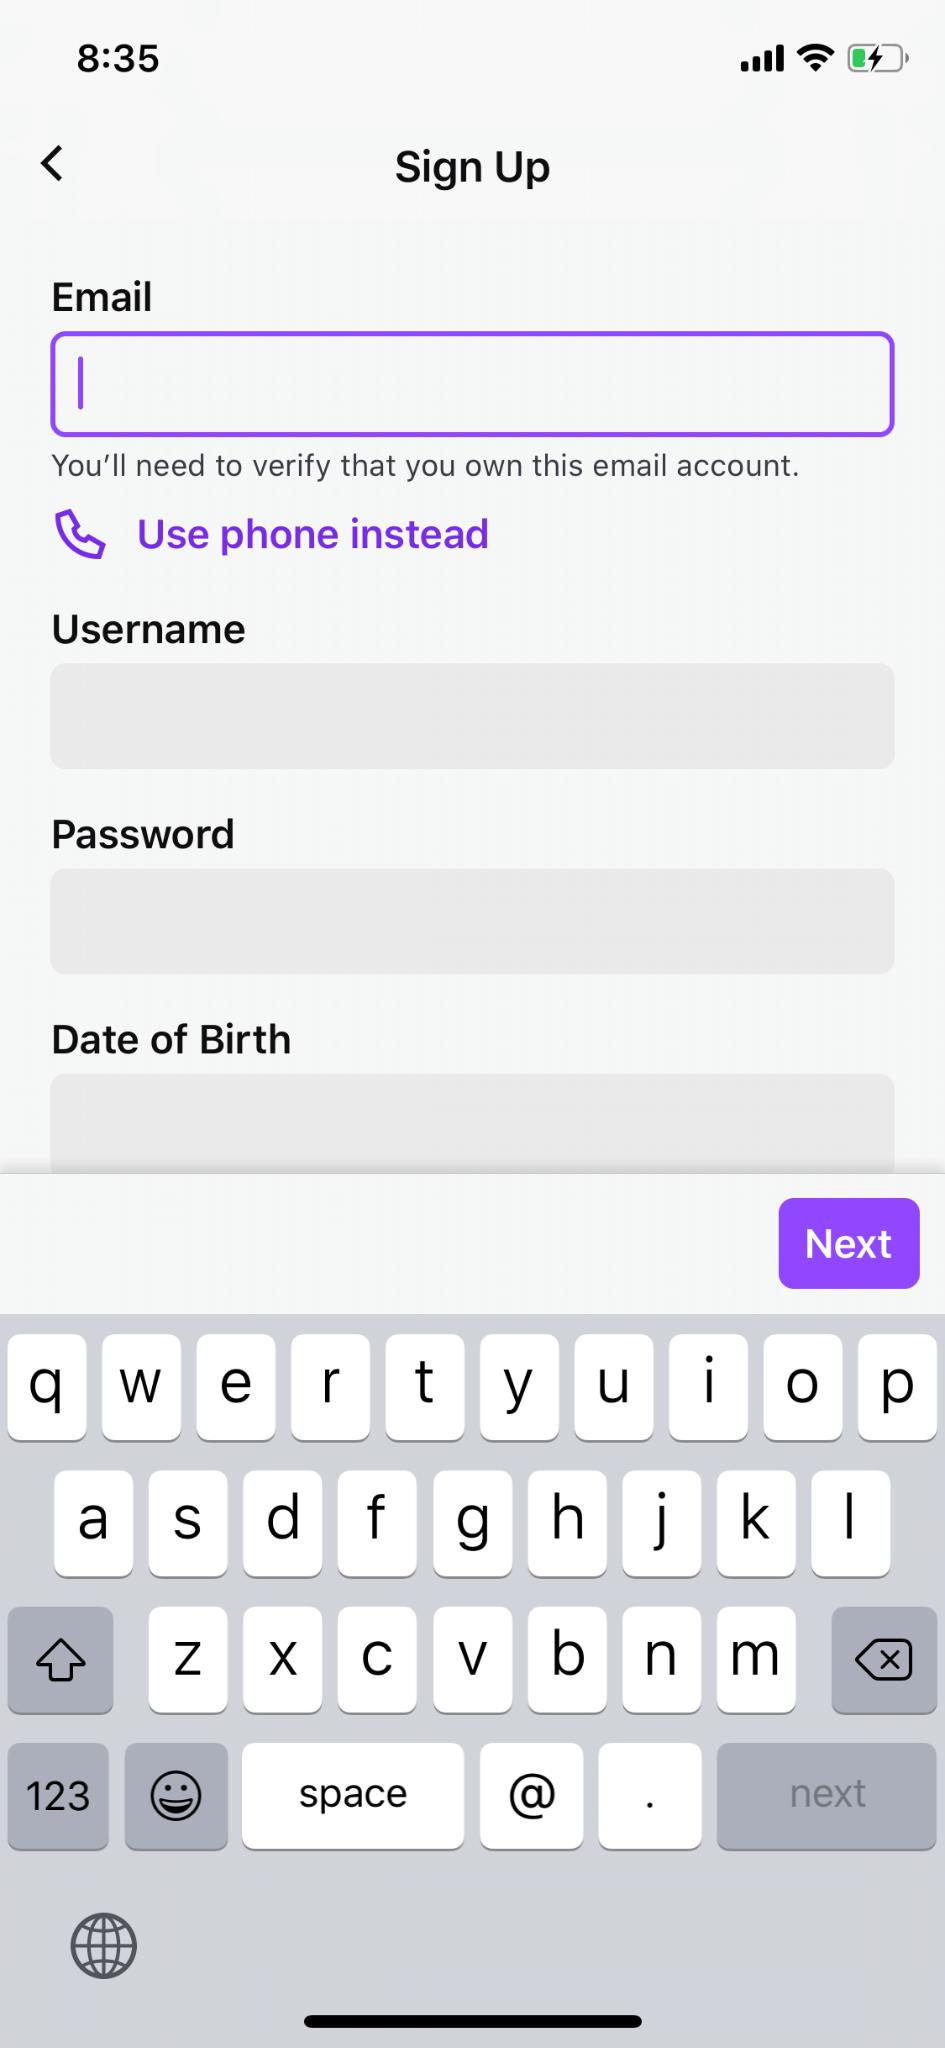 8:35
Sign Up
Email
You’ll need to verify that you own this email account.
Use phone instead
Username
Password
Date of Birth
Next
q w e r t y u i o p
a s d f g h j k l
z x c v b n m
123 space @ . next